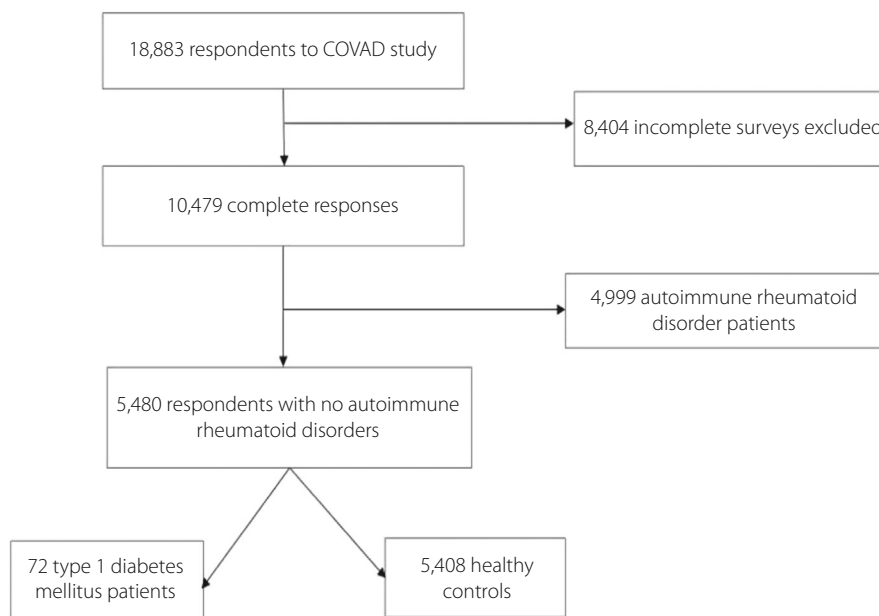 18,883 respondents to COVAD study
8,404 incomplete surveys excluded
10,479 complete responses
4,999 autoimmune rheumatoid
disorder patients
5,480 respondents with no autoimmune
rheumatoid disorders
72 type 1 diabetes
mellitus patients
5,408 healthy
controls